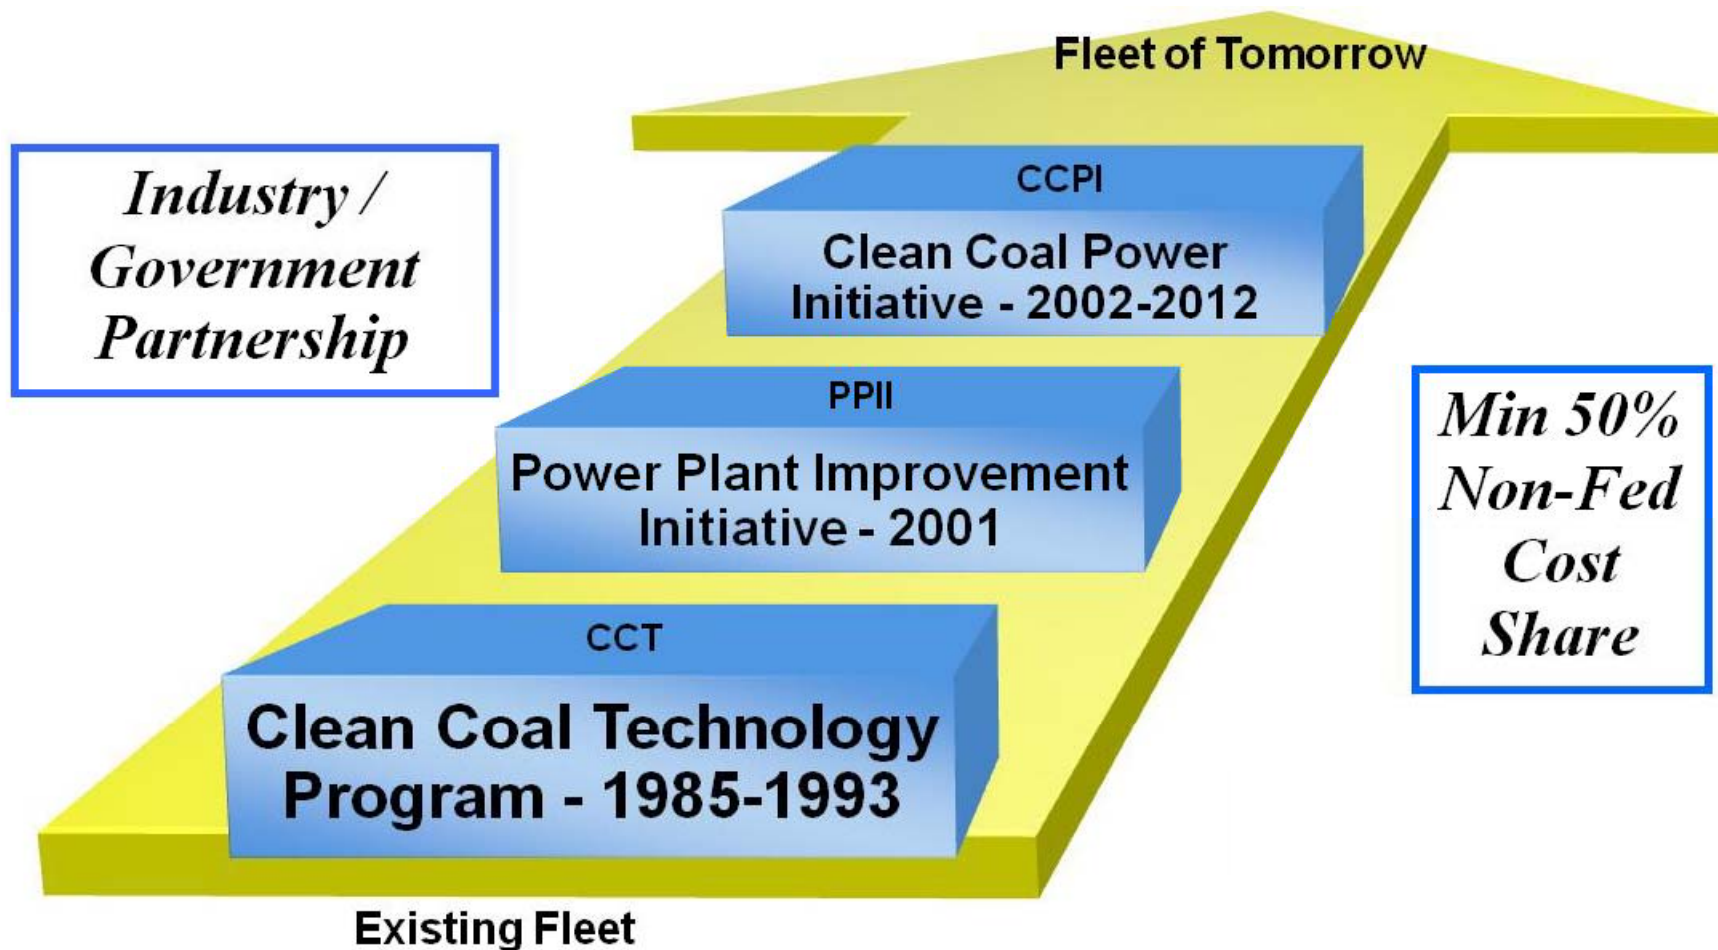 Fleet of Tomorrow
Industry /
Government
Partnership
CCPI
Clean Coal Power
Initiative - 2002-2012
PPII
Power Plant Improvement
Initiative - 2001
Min 50%
Non-Fed
Cost
Share
CCT
Clean Coal Technology
Program - 1985-1993
Existing Fleet